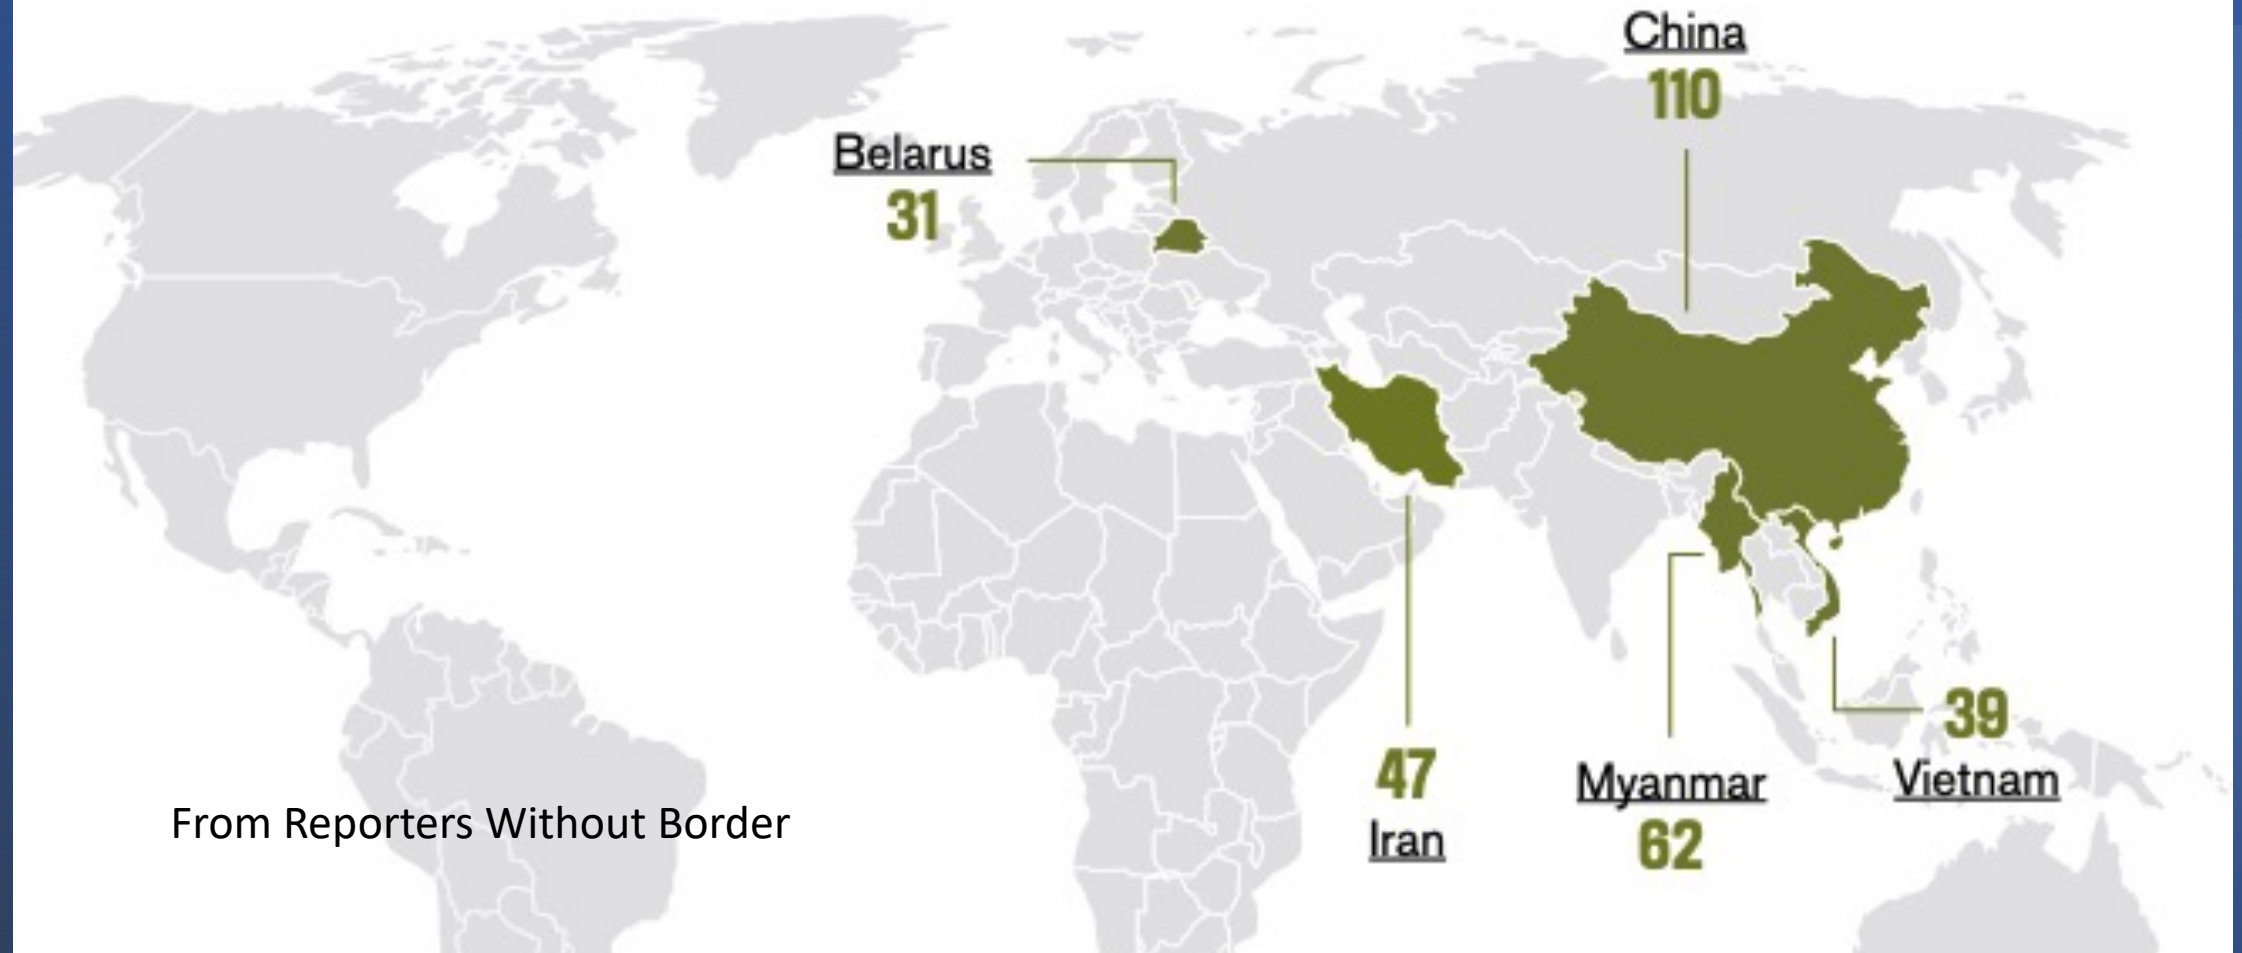 China
110
Belarus
31
39
Vietnam
47
Iran
Myanmar
62
From Reporters Without Border